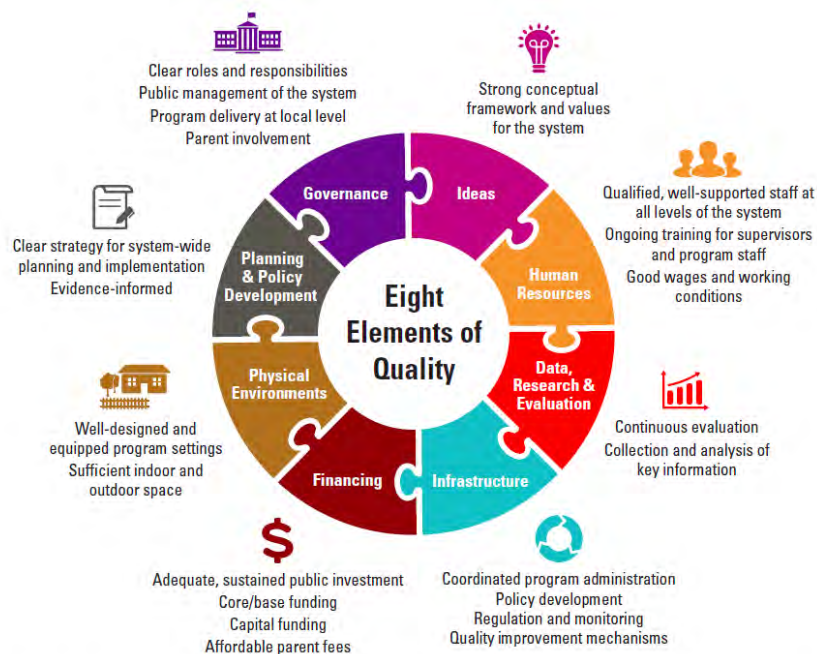 Clear roles and responsibilities
Public management of the system
Program delivery at local level
Parent involvement
Strong conceptual
framework and values
for the system
Governance
Ideas
Qualified, well-supported staff at
all levels of the system
Ongoing training for supervisors
and program staff
Good wages and working
conditions
Clear strategy for system-wide
planning and implementation
Evidence-informed
Planning
& Policy
Development
Human
Resources
Eight
Elements of
Quality
Physical
Environments
Data,
Research &
Evaluation
Well-designed and
equipped program settings
Sufficient indoor and
outdoor space
Continuous evaluation
Collection and analysis of
key information
Financing
Infrastructure
$
Adequate, sustained public investment
Core/base funding
Capital funding
Affordable parent fees
Coordinated program administration
Policy development
Regulation and monitoring
Quality improvement mechanisms